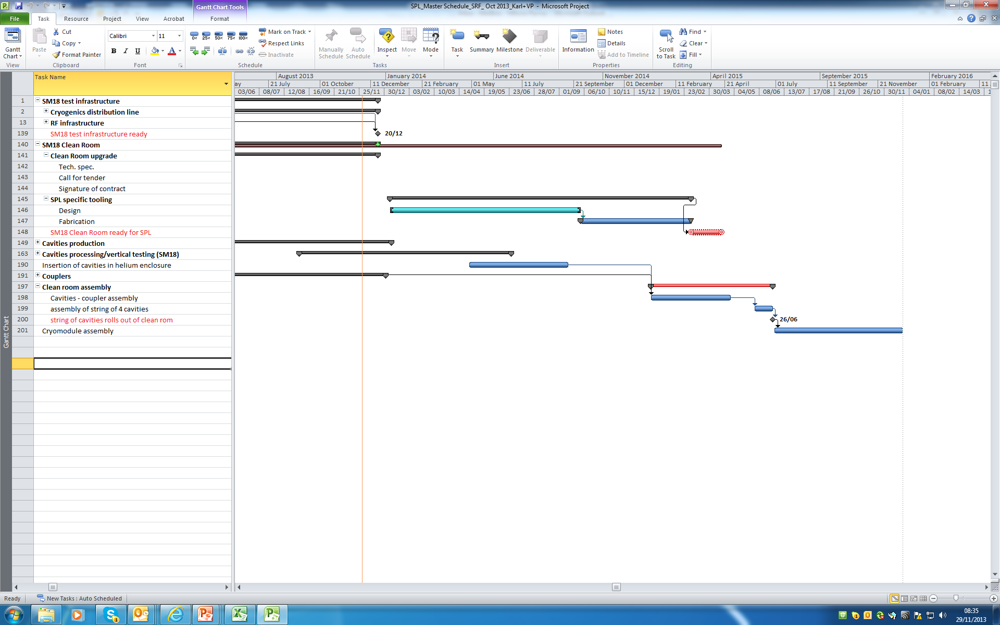 SPL_Master Schedule_SRF_ Oct 2013_Karl+VP - Microsoft Project
Gantt Chart Tools
File Task Resource Project View Acrobat Format
Gantt Chart
View
Paste
Cut
Copy
Format Painter
Clipboard
Calibri 11
B I U A
Font
0% 25% 50% 75% 100%
Mark on Track
Respect Links
Inactivate
Schedule
Manually Schedule
Auto Schedule
Inspect
Move
Mode
Tasks
Task
Summary
Milestone
Deliverable
Insert
Information
Notes
Details
Add to Timeline
Properties
Scroll to Task
Find
Clear
Fill
Editing
Task Name
August 2013 January 2014 June 2014 November 2014 April 2015 September 2015 February 2016
ay 21 July 01 October 11 December 21 February 01 May 11 July 21 September 01 December 11 February 21 April 01 July 11 September 21 November 01 February 11
03/06 08/07 12/08 16/09 21/10 25/11 30/12 03/02 10/03 14/04 19/05 23/06 28/07 01/09 06/10 10/11 15/12 19/01 23/02 30/03 04/05 08/06 13/07 17/08 21/09 26/10 30/11 04/01 08/02 14/03 1
1 SM18 test infrastructure
2 Cryogenics distribution line
13 RF infrastructure
139 SM18 test infrastructure ready 20/12
140 SM18 Clean Room
141 Clean Room upgrade
142 Tech. spec.
143 Call for tender
144 Signature of contract
145 SPL specific tooling
146 Design
147 Fabrication
148 SM18 Clean Room ready for SPL
149 Cavities production
163 Cavities processing/vertical testing (SM18)
190 Insertion of cavities in helium enclosure
191 Couplers
197 Clean room assembly
198 Cavities - coupler assembly
199 assembly of string of 4 cavities
200 string of cavities rolls out of clean rom 26/06
201 Cryomodule assembly
Gantt Chart
Ready New Tasks : Auto Scheduled
08:35
29/11/2013